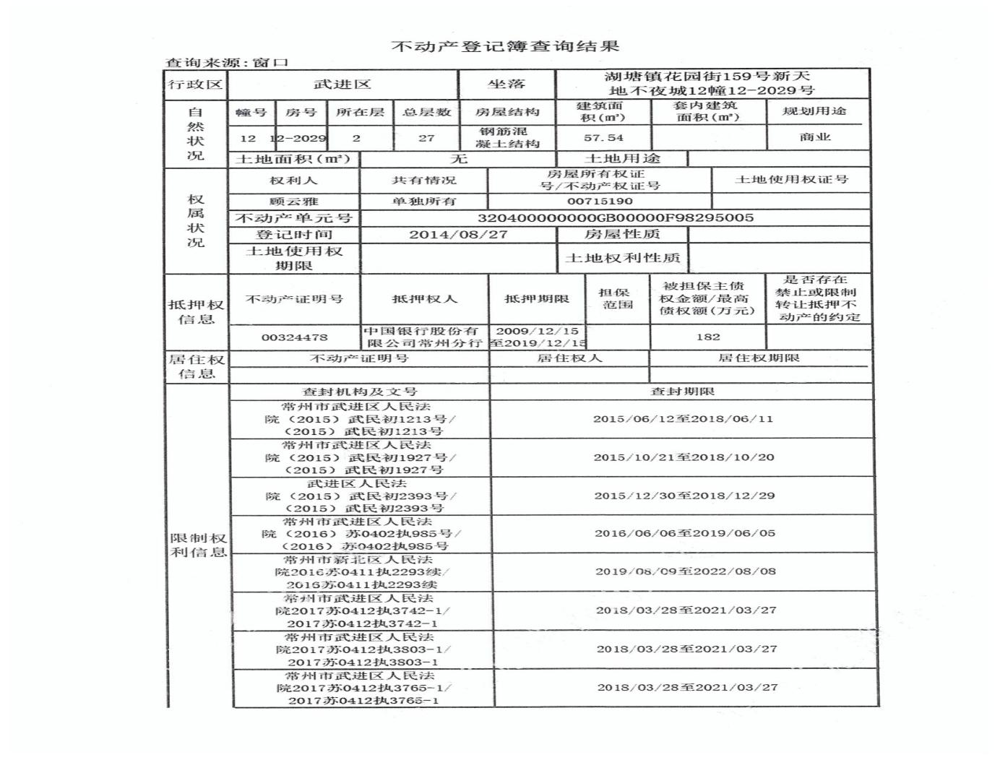 不动产登记簿查询结果
查询来源:窗口
行政区 武进区 坐落 湖塘镇花园街159号新天
地不夜城12幢12-2029号
自然状况 幢号 房号 所在层 总层数 房屋结构 建筑面积(㎡) 套内建筑面积(㎡) 规划用途
12 12-2029 2 27 钢筋混凝土结构 57.54 商业
土地面积(㎡) 无 土地用途
权属状况 权利人 共有情况 房屋所有权证号/不动产权证号 土地使用权证号
顾云雅 单独所有 00715190
不动产单元号 320400000000GB00000F98295005
登记时间 2014/08/27 房屋性质
土地使用权期限 土地权利性质
抵押权信息 不动产证明号 抵押权人 抵押期限 担保范围 被担保主债权金额/最高债权额(万元) 是否存在禁止或限制转让抵押不动产的约定
00324478 中国银行股份有限公司常州分行 2009/12/15至2019/12/15 182
居住权信息 不动产证明号 居住权人 居住权期限
限制权利信息 查封机构及文号 查封期限
常州市武进区人民法
院（2015）武民初1213号/
（2015）武民初1213号
2015/06/12至2018/06/11
常州市武进区人民法
院（2015）武民初1927号/
（2015）武民初1927号
2015/10/21至2018/10/20
武进区人民法
院（2015）武民初2393号/
（2015）武民初2393号
2015/12/30至2018/12/29
常州市武进区人民法
院（2016）苏0402执985号/
（2016）苏0402执985号
2016/06/06至2019/06/05
常州市新北区人民法
院2016苏0411执2293续/
2016苏0411执2293续
2019/08/09至2022/08/08
常州市武进区人民法
院2017苏0412执3742-1/
2017苏0412执3742-1
2018/03/28至2021/03/27
常州市武进区人民法
院2017苏0412执3803-1/
2017苏0412执3803-1
2018/03/28至2021/03/27
常州市武进区人民法
院2017苏0412执3765-1/
2017苏0412执3765-1
2018/03/28至2021/03/27